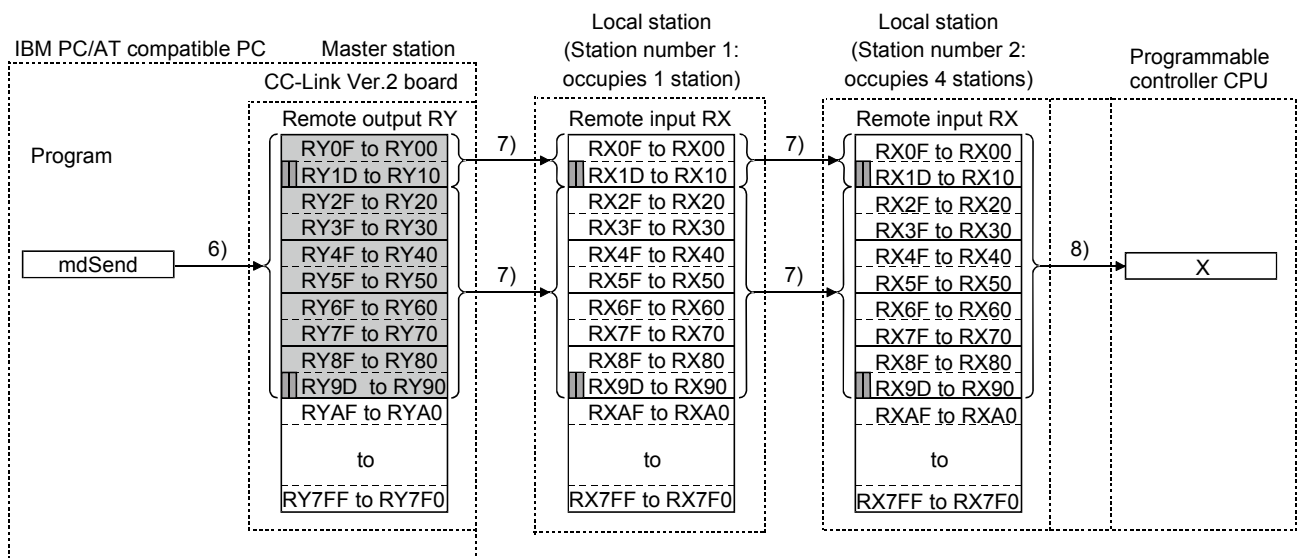 IBM PC/AT compatible PC
Master station
CC-Link Ver.2 board
Local station
(Station number 1:
occupies 1 station)
Local station
(Station number 2:
occupies 4 stations)
Programmable
controller CPU
Program
mdSend
6)
Remote output RY
RY0F to RY00
RY1D to RY10
RY2F to RY20
RY3F to RY30
RY4F to RY40
RY5F to RY50
RY6F to RY60
RY7F to RY70
RY8F to RY80
RY9D to RY90
RYAF to RYA0
to
RY7FF to RY7F0
7)
7)
Remote input RX
RX0F to RX00
RX1D to RX10
RX2F to RX20
RX3F to RX30
RX4F to RX40
RX5F to RX50
RX6F to RX60
RX7F to RX70
RX8F to RX80
RX9D to RX90
RXAF to RXA0
to
RX7FF to RX7F0
7)
7)
Remote input RX
RX0F to RX00
RX1D to RX10
RX2F to RX20
RX3F to RX30
RX4F to RX40
RX5F to RX50
RX6F to RX60
RX7F to RX70
RX8F to RX80
RX9D to RX90
RXAF to RXA0
to
RX7FF to RX7F0
8)
X